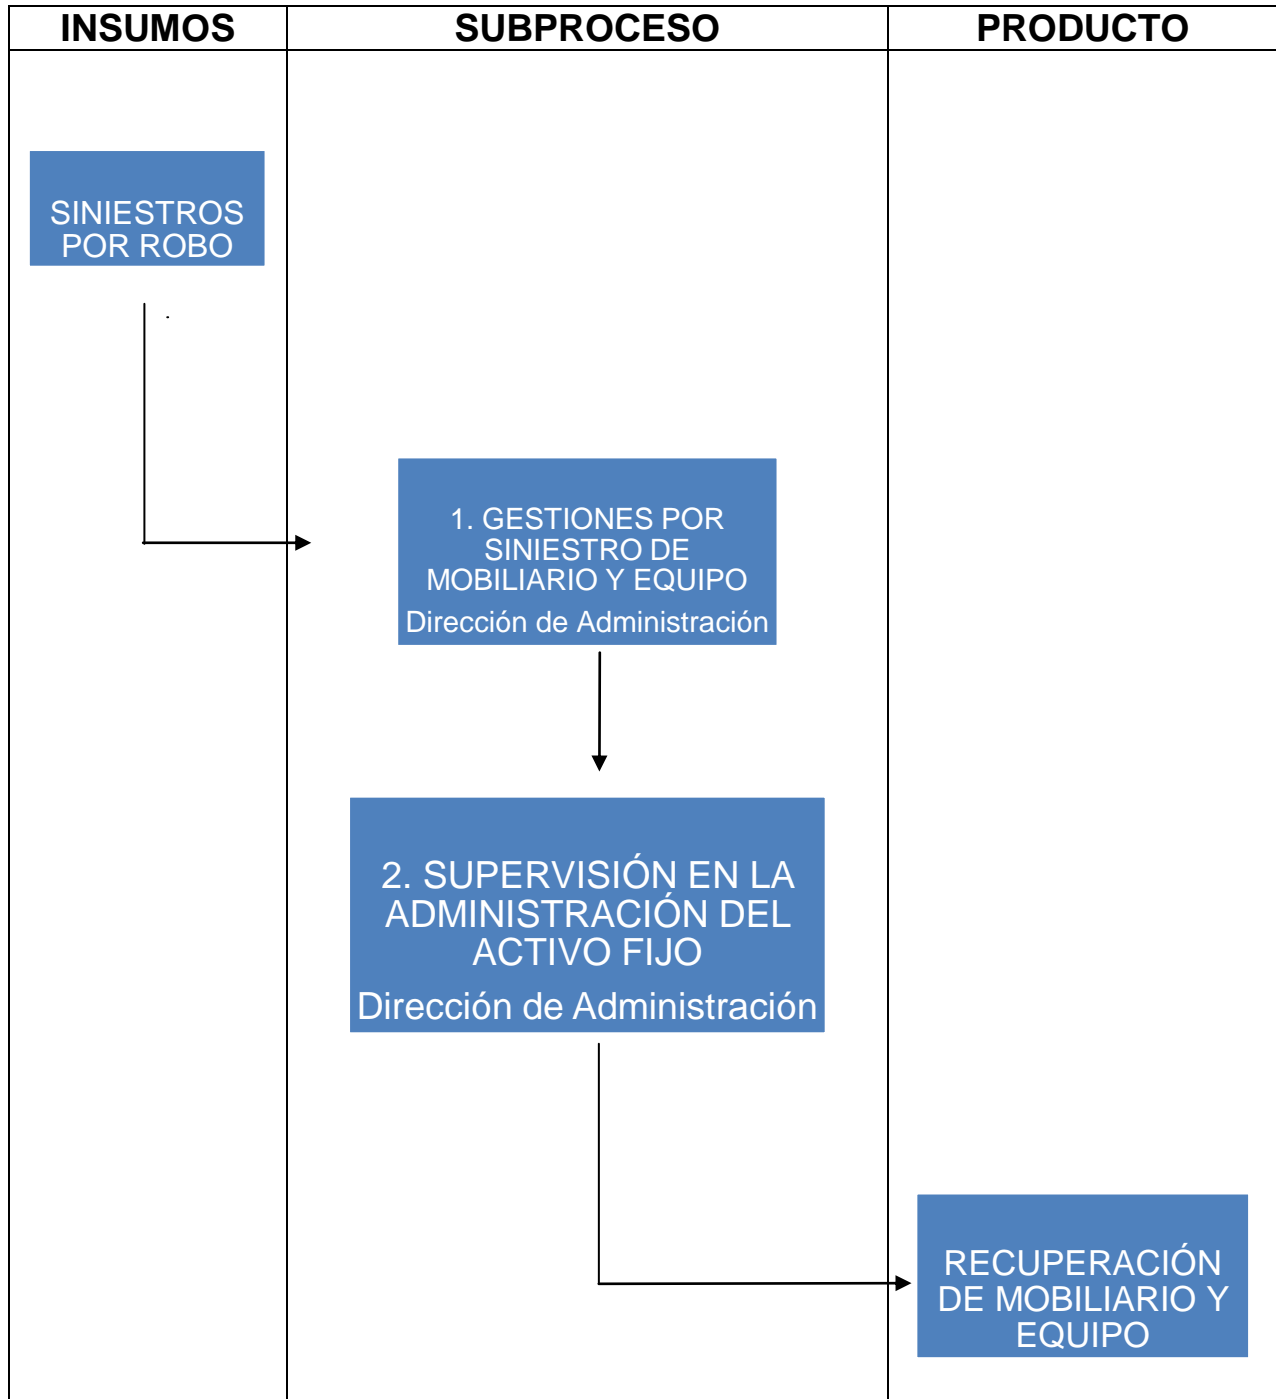 INSUMOS
SUBPROCESO
PRODUCTO
SINIESTROS
POR ROBO
.
1. GESTIONES POR
SINIESTRO DE
MOBILIARIO Y EQUIPO
Dirección de Administración
2. SUPERVISIÓN EN LA
ADMINISTRACIÓN DEL
ACTIVO FIJO
Dirección de Administración
RECUPERACIÓN
DE MOBILIARIO Y
EQUIPO